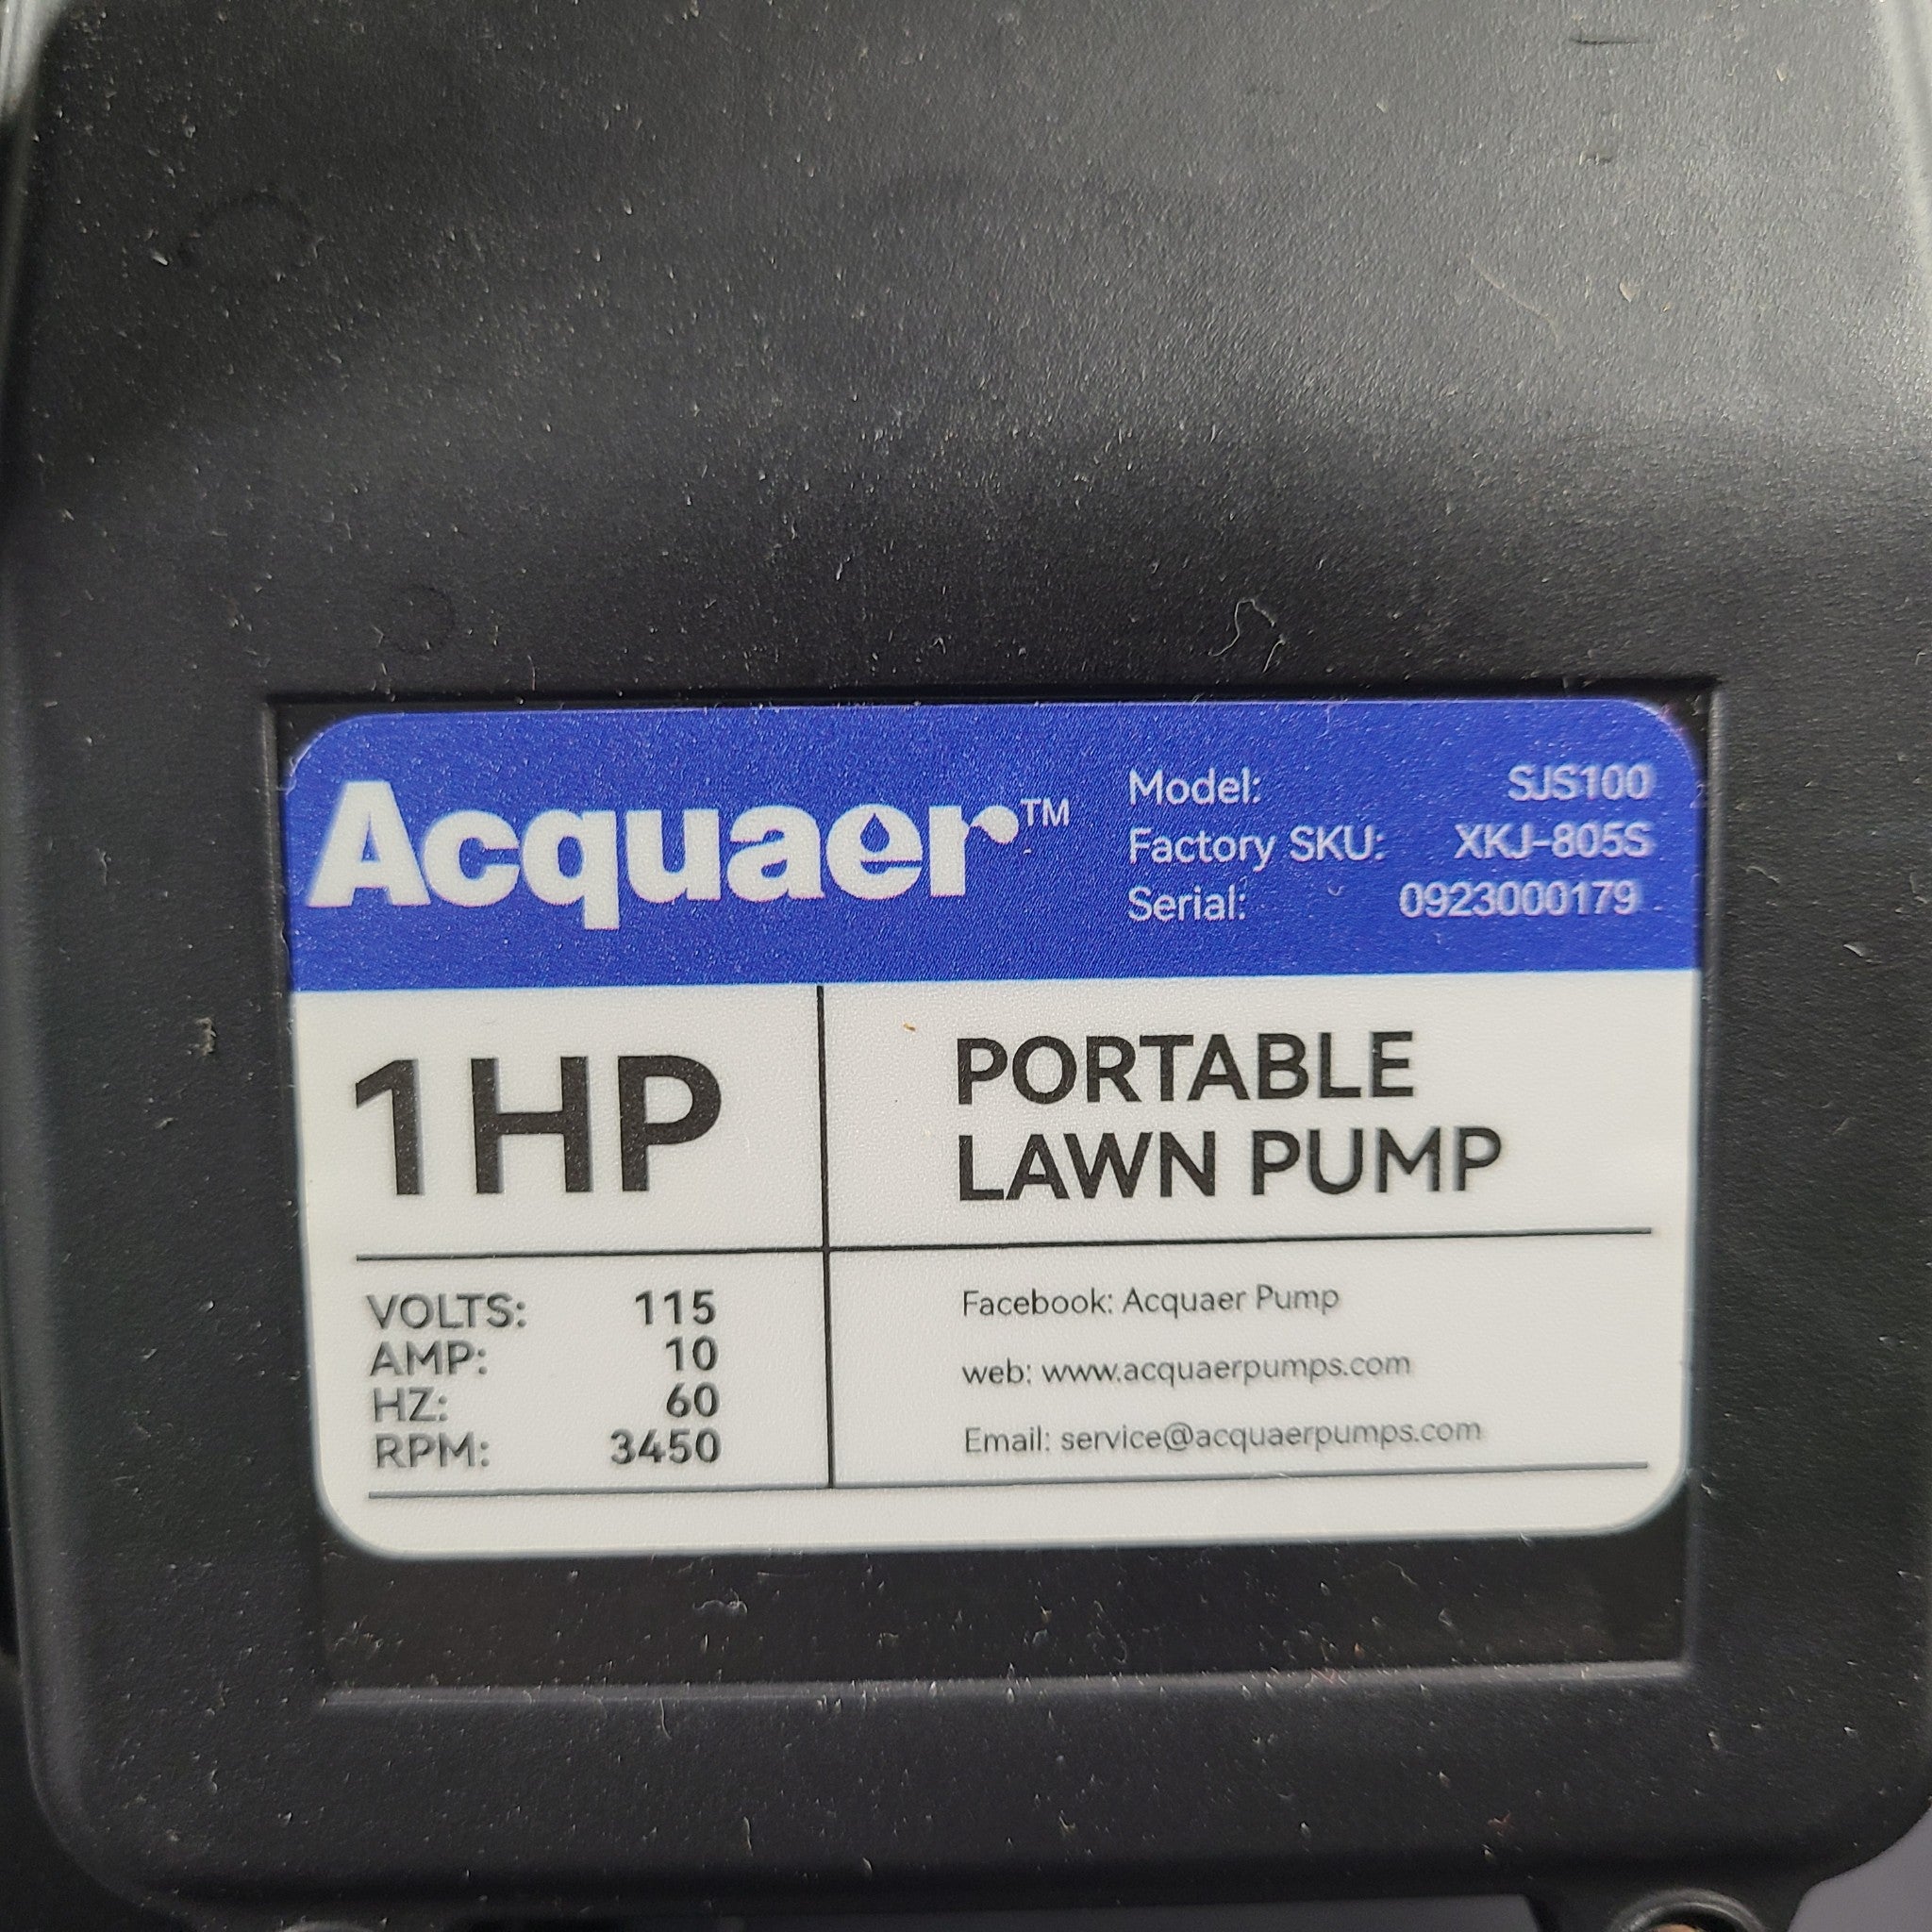 Acquaer™
Model: SJS100
Factory SKU: XKJ-805S
Serial: 0923000179
1HP
PORTABLE
LAWN PUMP
VOLTS: 115
AMP: 10
HZ: 60
RPM: 3450
Facebook: Acquaer Pump
web: www.acquaerpumps.com
Email: service@acquaerpumps.com